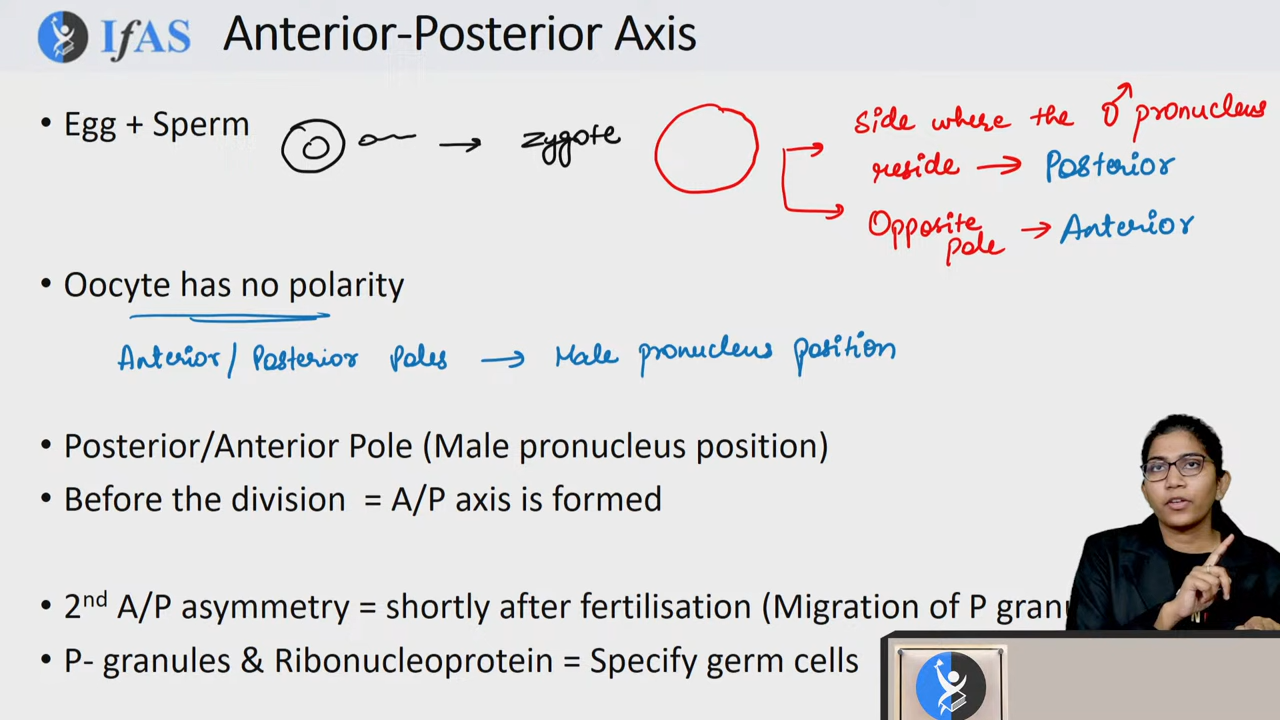 IfAS Anterior-Posterior Axis
• Egg + Sperm → zygote
Side where the ♂ pronucleus
reside → Posterior
Opposite pole → Anterior
• Oocyte has no polarity
Anterior/Posterior Poles → Male pronucleus position
• Posterior/Anterior Pole (Male pronucleus position)
• Before the division = A/P axis is formed
• 2nd A/P asymmetry = shortly after fertilisation (Migration of P
• P- granules & Ribonucleoprotein = Specify germ cells